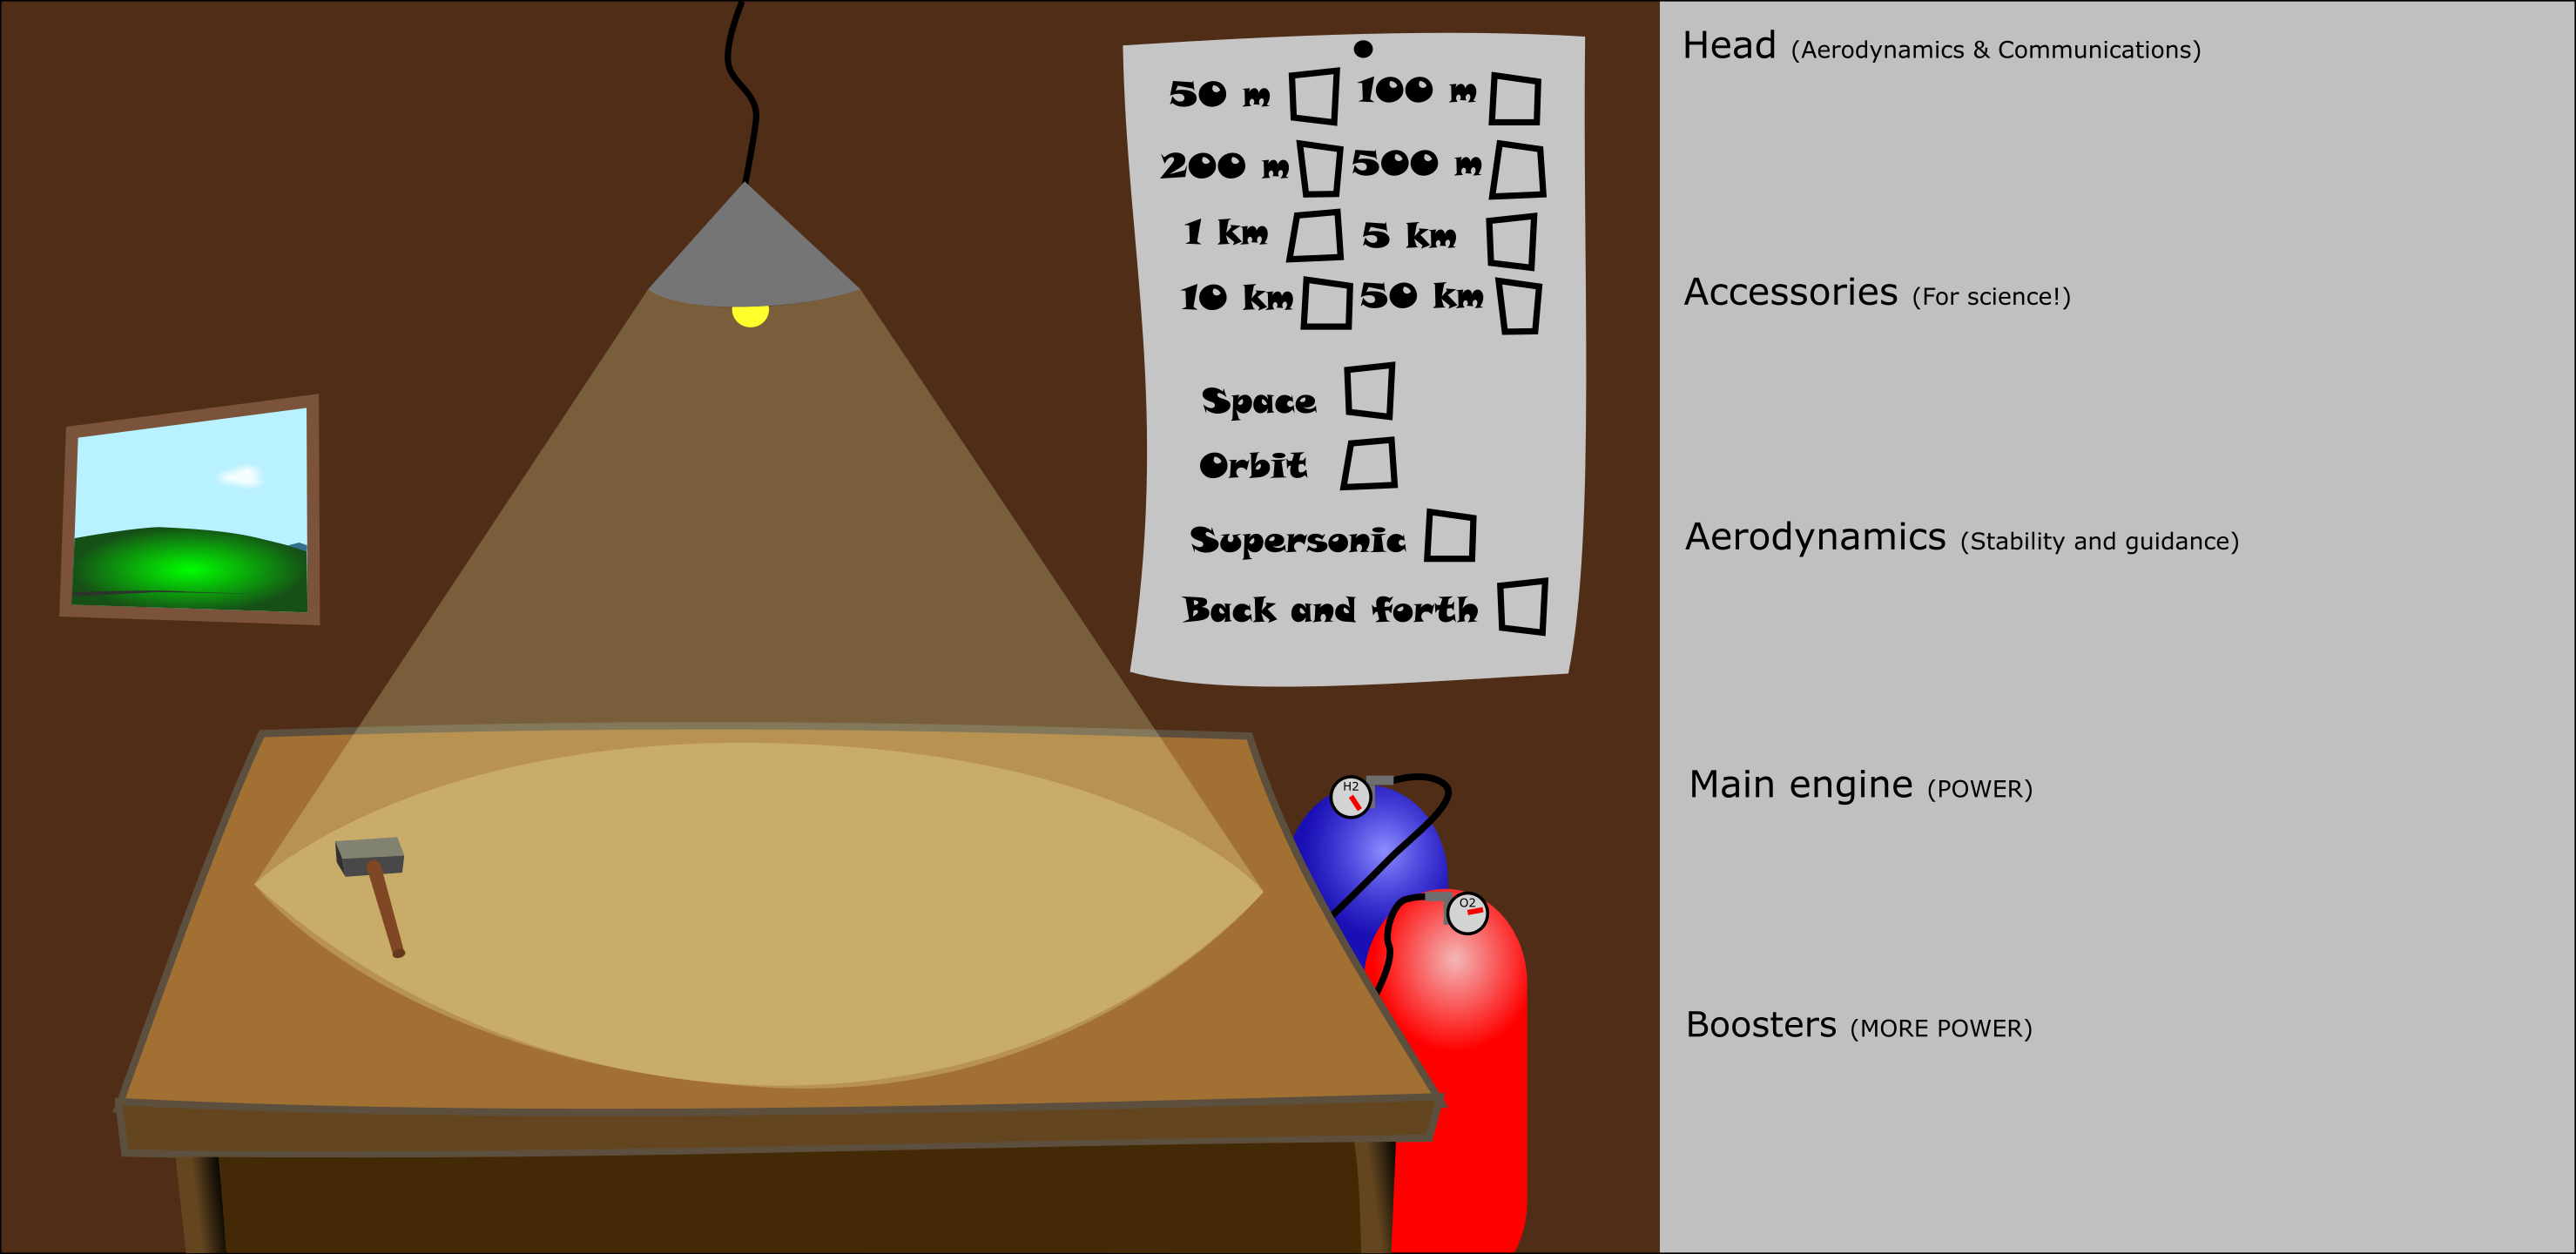 50 m 100 m
200 m 500 m
1 km 5 km
10 km 50 km
Space
Orbit
Supersonic
Back and forth
H2
O2
Head (Aerodynamics & Communications)
Accessories (For science!)
Aerodynamics (Stability and guidance)
Main engine (POWER)
Boosters (MORE POWER)